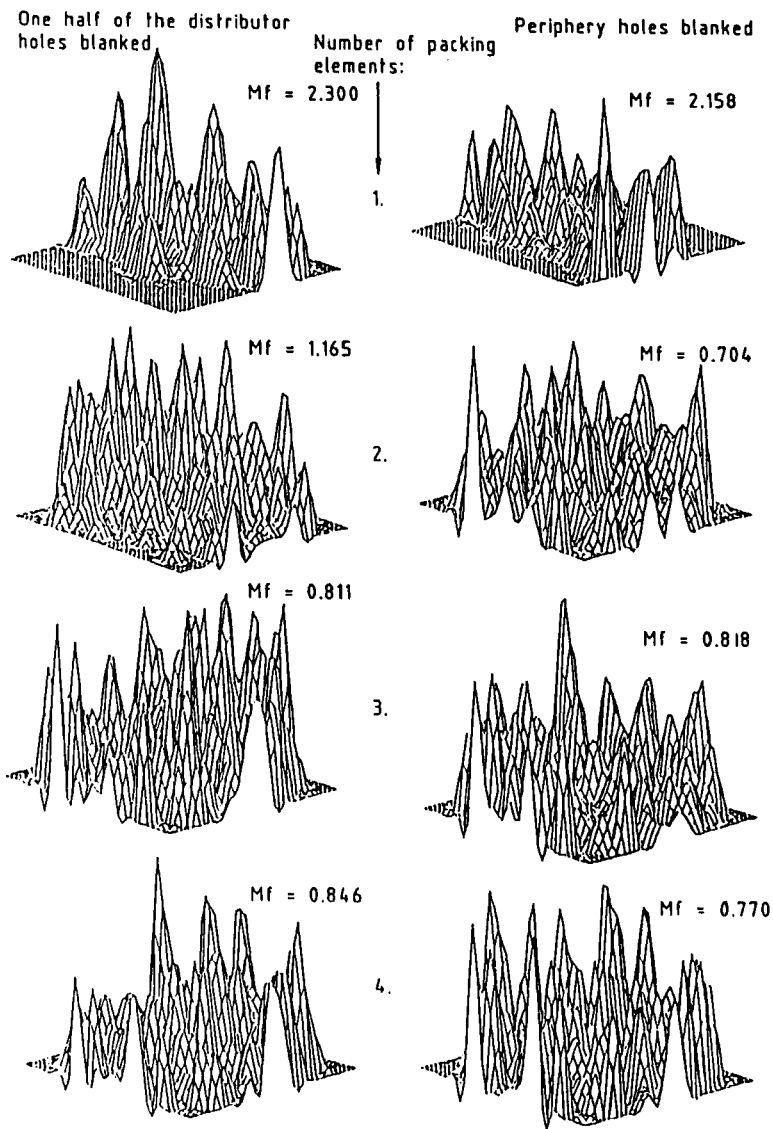 One half of the distributor
holes blanked
Number of packing
elements:
Periphery holes blanked
Mf = 2.300
Mf = 2.158
1.
Mf = 1.165
Mf = 0.704
2.
Mf = 0.811
Mf = 0.818
3.
Mf = 0.846
Mf = 0.770
4.